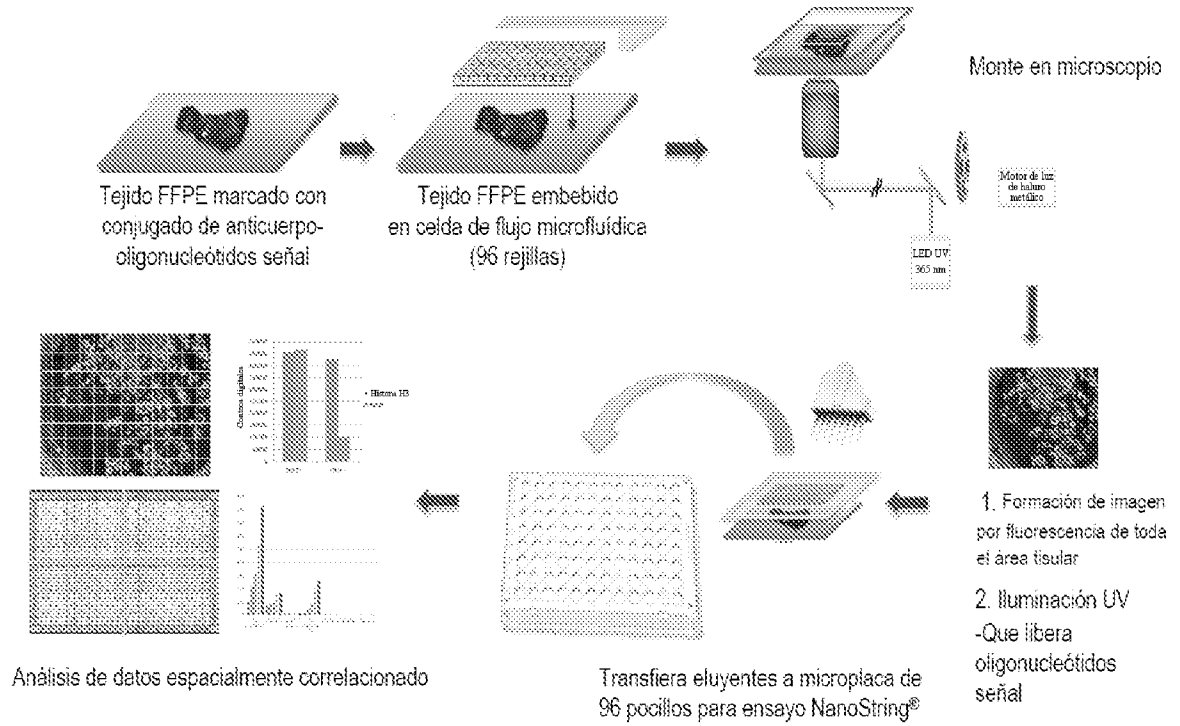 Monte en microscopio
Motor de luz
de haluro
metálico
LED UV
365 nm
Tejido FFPE marcado con
conjugado de anticuerpo-
oligonucleótidos señal
Tejido FFPE embebido
en celda de flujo microfluídica
(96 rejillas)
1. Formación de imagen
por fluorescencia de toda
el área tisular
2. Iluminación UV
-Que libera
oligonucleótidos
señal
Transfiera eluyentes a microplaca de
96 pocillos para ensayo NanoString®
Conteos digitales
Histona H3
Análisis de datos espacialmente correlacionado